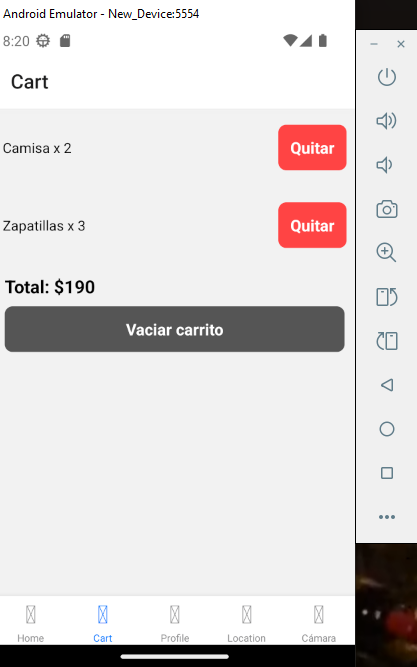 Android Emulator - New_Device:5554
8:20
Cart
Camisa x 2
Quitar
Zapatillas x 3
Quitar
Total: $190
Vaciar carrito
Home
Cart
Profile
Location
Cámara